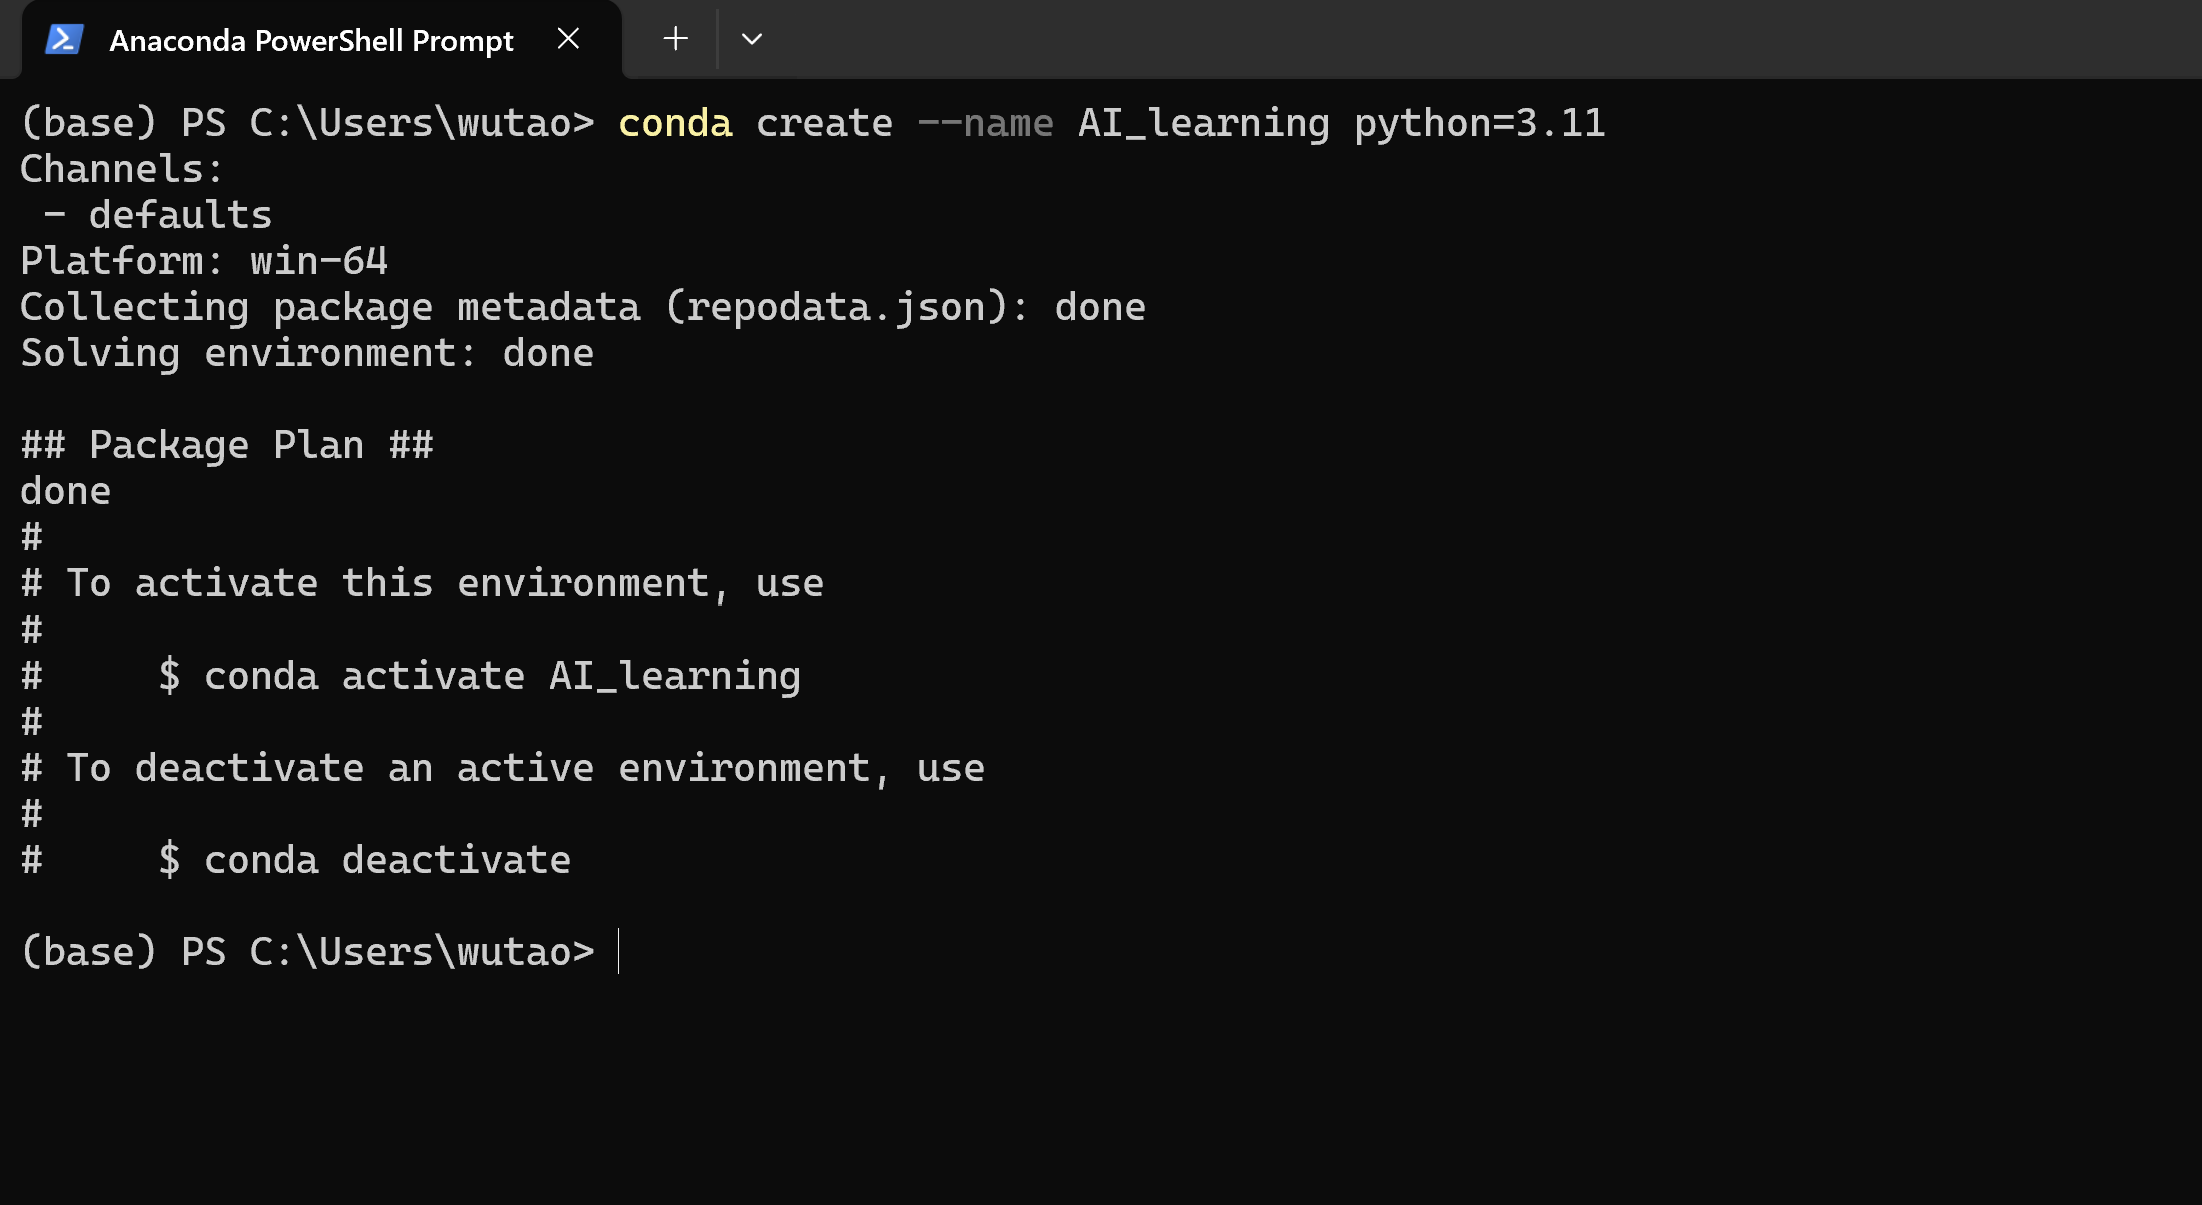 Anaconda PowerShell Prompt
(base) PS C:\Users\wutao> conda create --name AI_learning python=3.11
Channels:
 - defaults
Platform: win-64
Collecting package metadata (repodata.json): done
Solving environment: done

## Package Plan ##
done
#
# To activate this environment, use
#
#     $ conda activate AI_learning
#
# To deactivate an active environment, use
#
#     $ conda deactivate

(base) PS C:\Users\wutao>